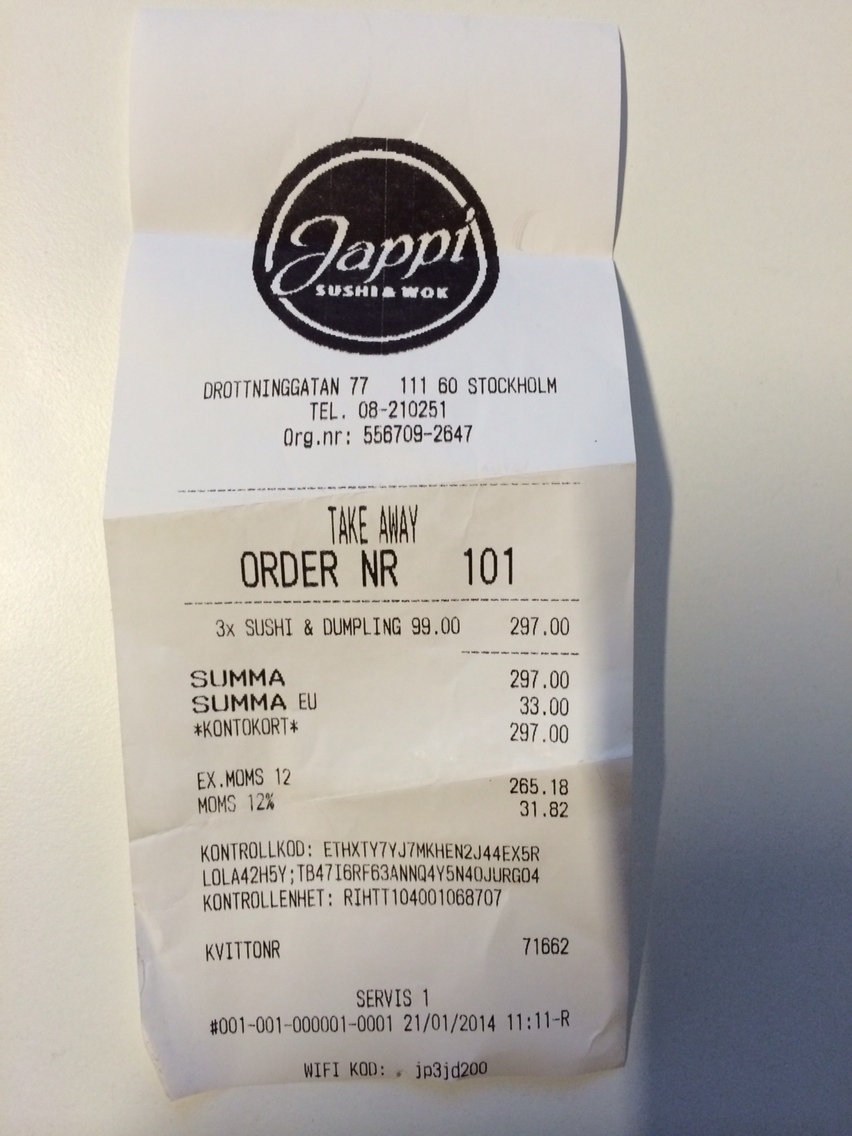 Jappi
SUSHI & WOK
DROTTNINGGATAN 77 111 60 STOCKHOLM
TEL. 08-210251
Org.nr: 556709-2647
TAKE AWAY
ORDER NR 101
3x SUSHI & DUMPLING 99.00 297.00
SUMMA 297.00
SUMMA EU 33.00
*KONTOKORT* 297.00
EX.MOMS 12 265.18
MOMS 12% 31.82
KONTROLLKOD: ETHXTY7YJ7MKHEN2J44EX5R
LOLA42H5Y;TB47I6RF63ANNQ4Y5N4OJURGO4
KONTROLLENHET: RIHTT104001068707
KVITTONR 71662
SERVIS 1
#001-001-000001-0001 21/01/2014 11:11-R
WIFI KOD: . jp3jd200